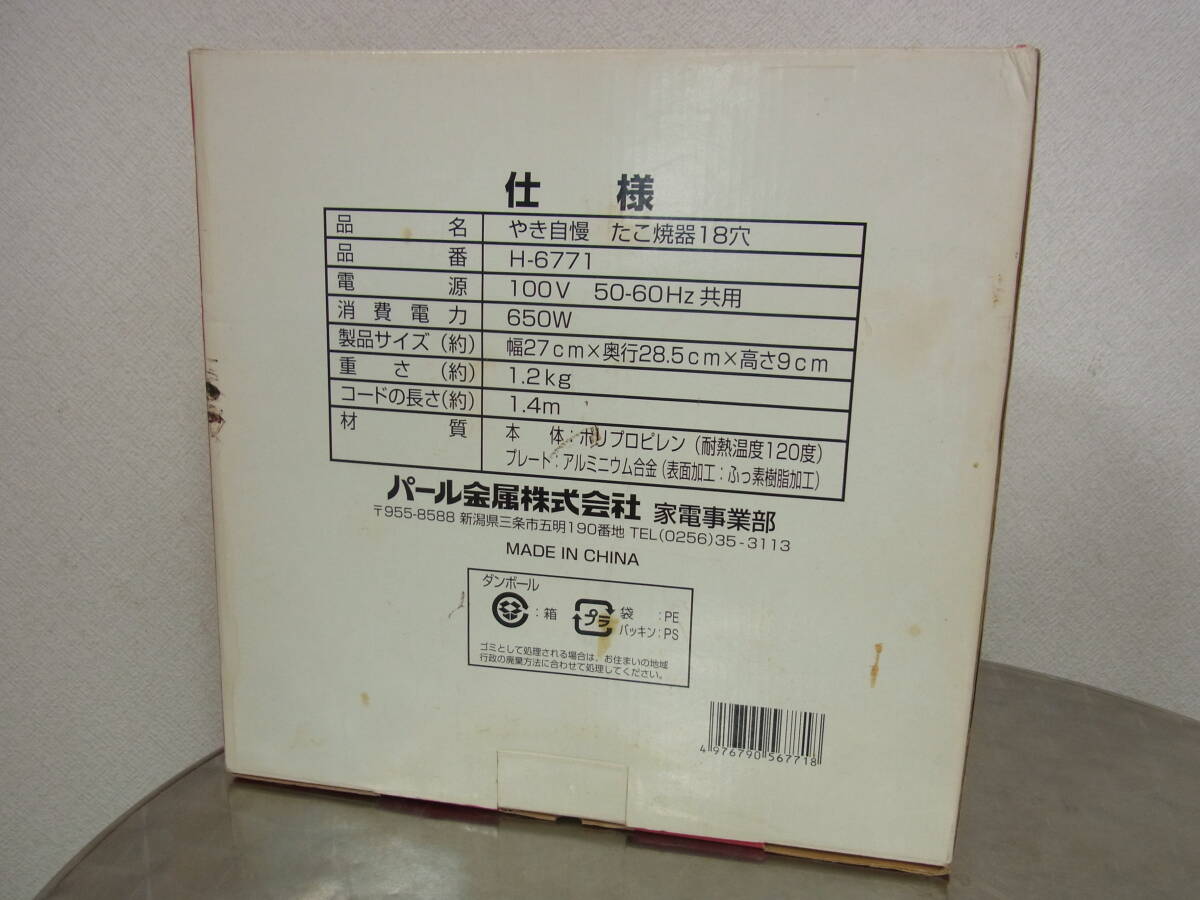 仕 様
品 名 やき自慢 たこ焼器18穴
品 番 H-6771
電 源 100V 50-60Hz共用
消費電力 650W
製品サイズ(約) 幅27cm×奥行28.5cm×高さ9cm
重 さ (約) 1.2kg
コードの長さ(約) 1.4m
材 質 本 体:ポリプロピレン(耐熱温度120度)
プレート:アルミニウム合金(表面加工:ふっ素樹脂加工)
パール金属株式会社 家電事業部
〒955-8588 新潟県三条市五明190番地 TEL(0256)35-3113
MADE IN CHINA
ダンボール
:箱 プラ 袋 :PE
パッキン:PS
ゴミとして処理される場合は、お住まいの地域
行政の廃棄方法に合わせて処理してください。
4 976790 567718